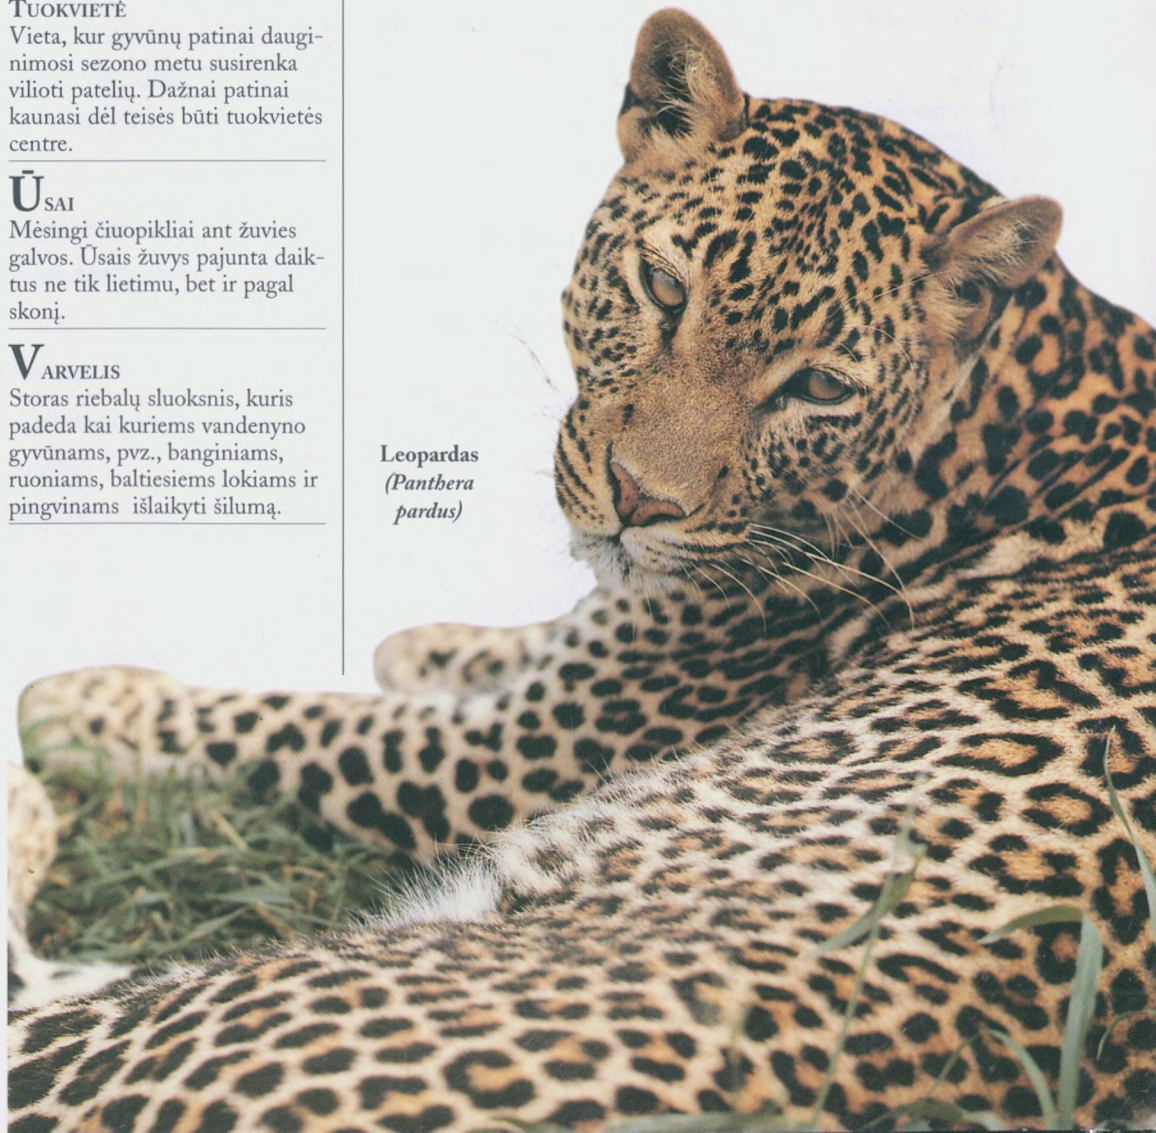 TUOKVIETĖ
Vieta, kur gyvūnų patinai daugi-
nimosi sezono metu susirenka
vilioti patelių. Dažnai patinai
kaunasi dėl teisės būti tuokvietės
centre.
ŪSAI
Mėsingi čiuopikliai ant žuvies
galvos. Ūsais žuvys pajunta daik-
tus ne tik lietimu, bet ir pagal
skonį.
VARVELIS
Storas riebalų sluoksnis, kuris
padeda kai kuriems vandenyno
gyvūnams, pvz., banginiams,
ruoniams, baltiesiems lokiams ir
pingvinams išlaikyti šilumą.
Leopardas
(Panthera
pardus)